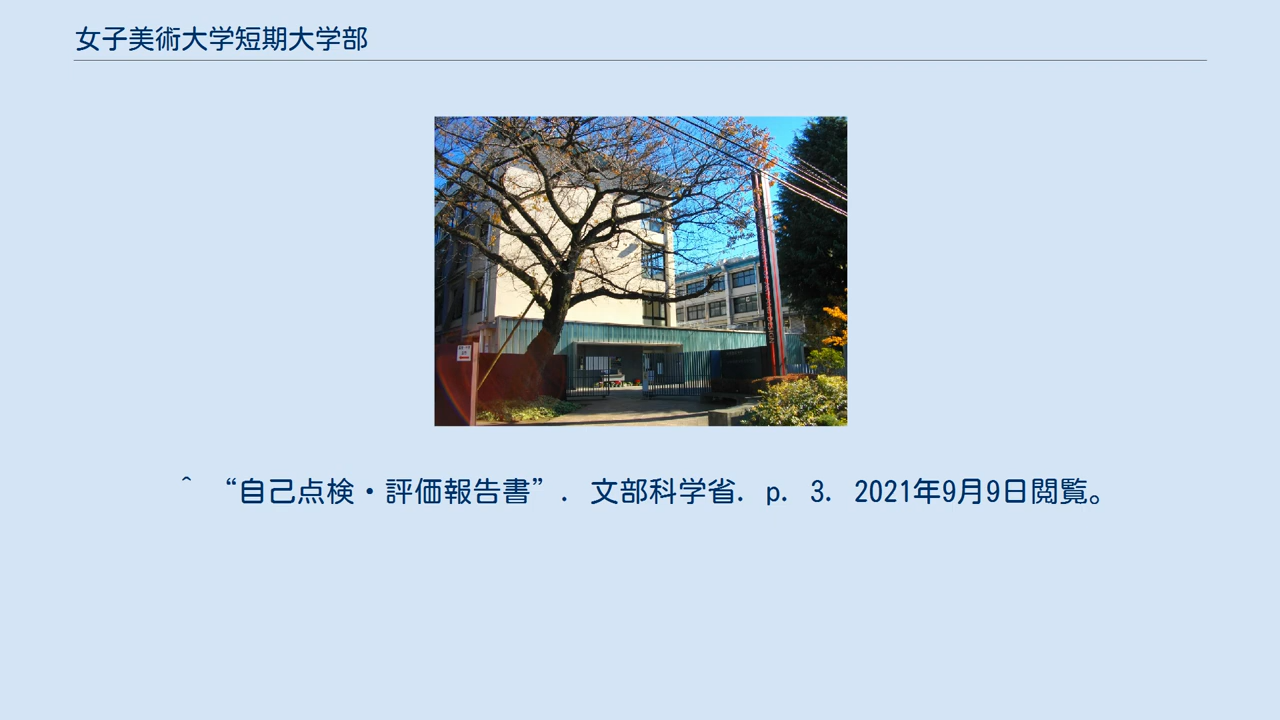 女子美術大学短期大学部
^ “自己点検・評価報告書”. 文部科学省. p. 3. 2021年9月9日閲覧。